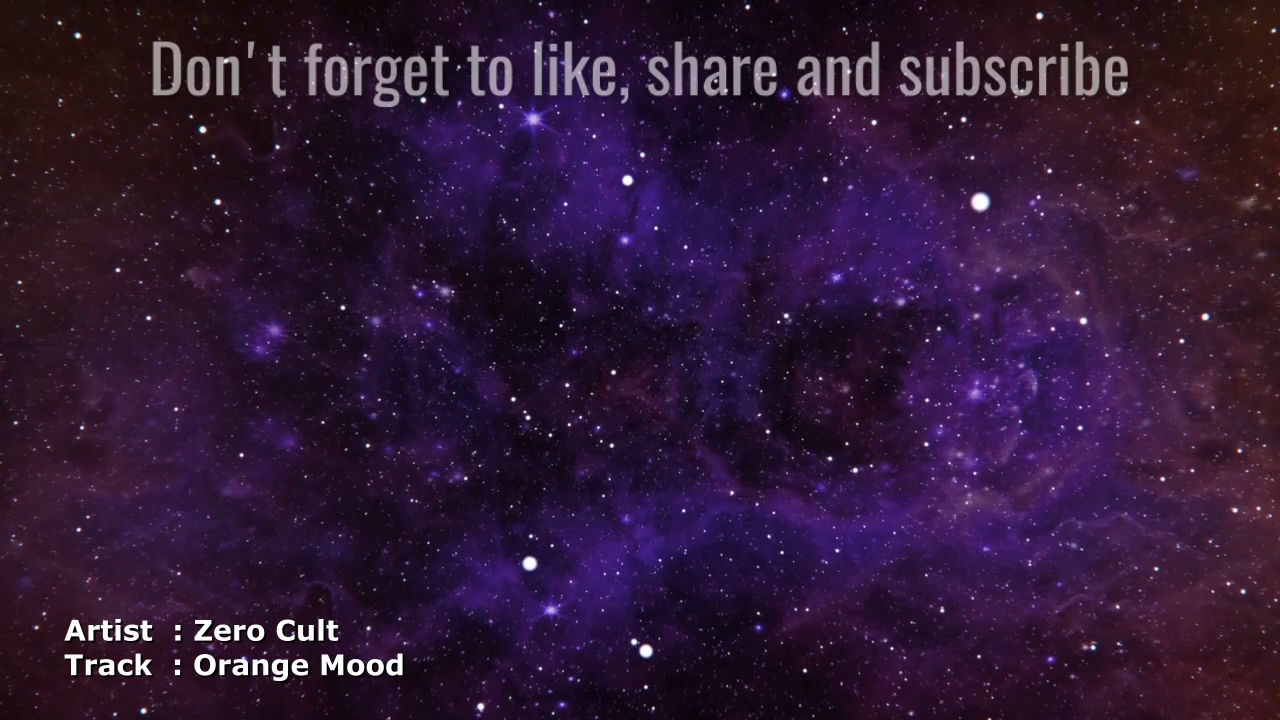 Don't forget to like, share and subscribe
Artist : Zero Cult
Track : Orange Mood